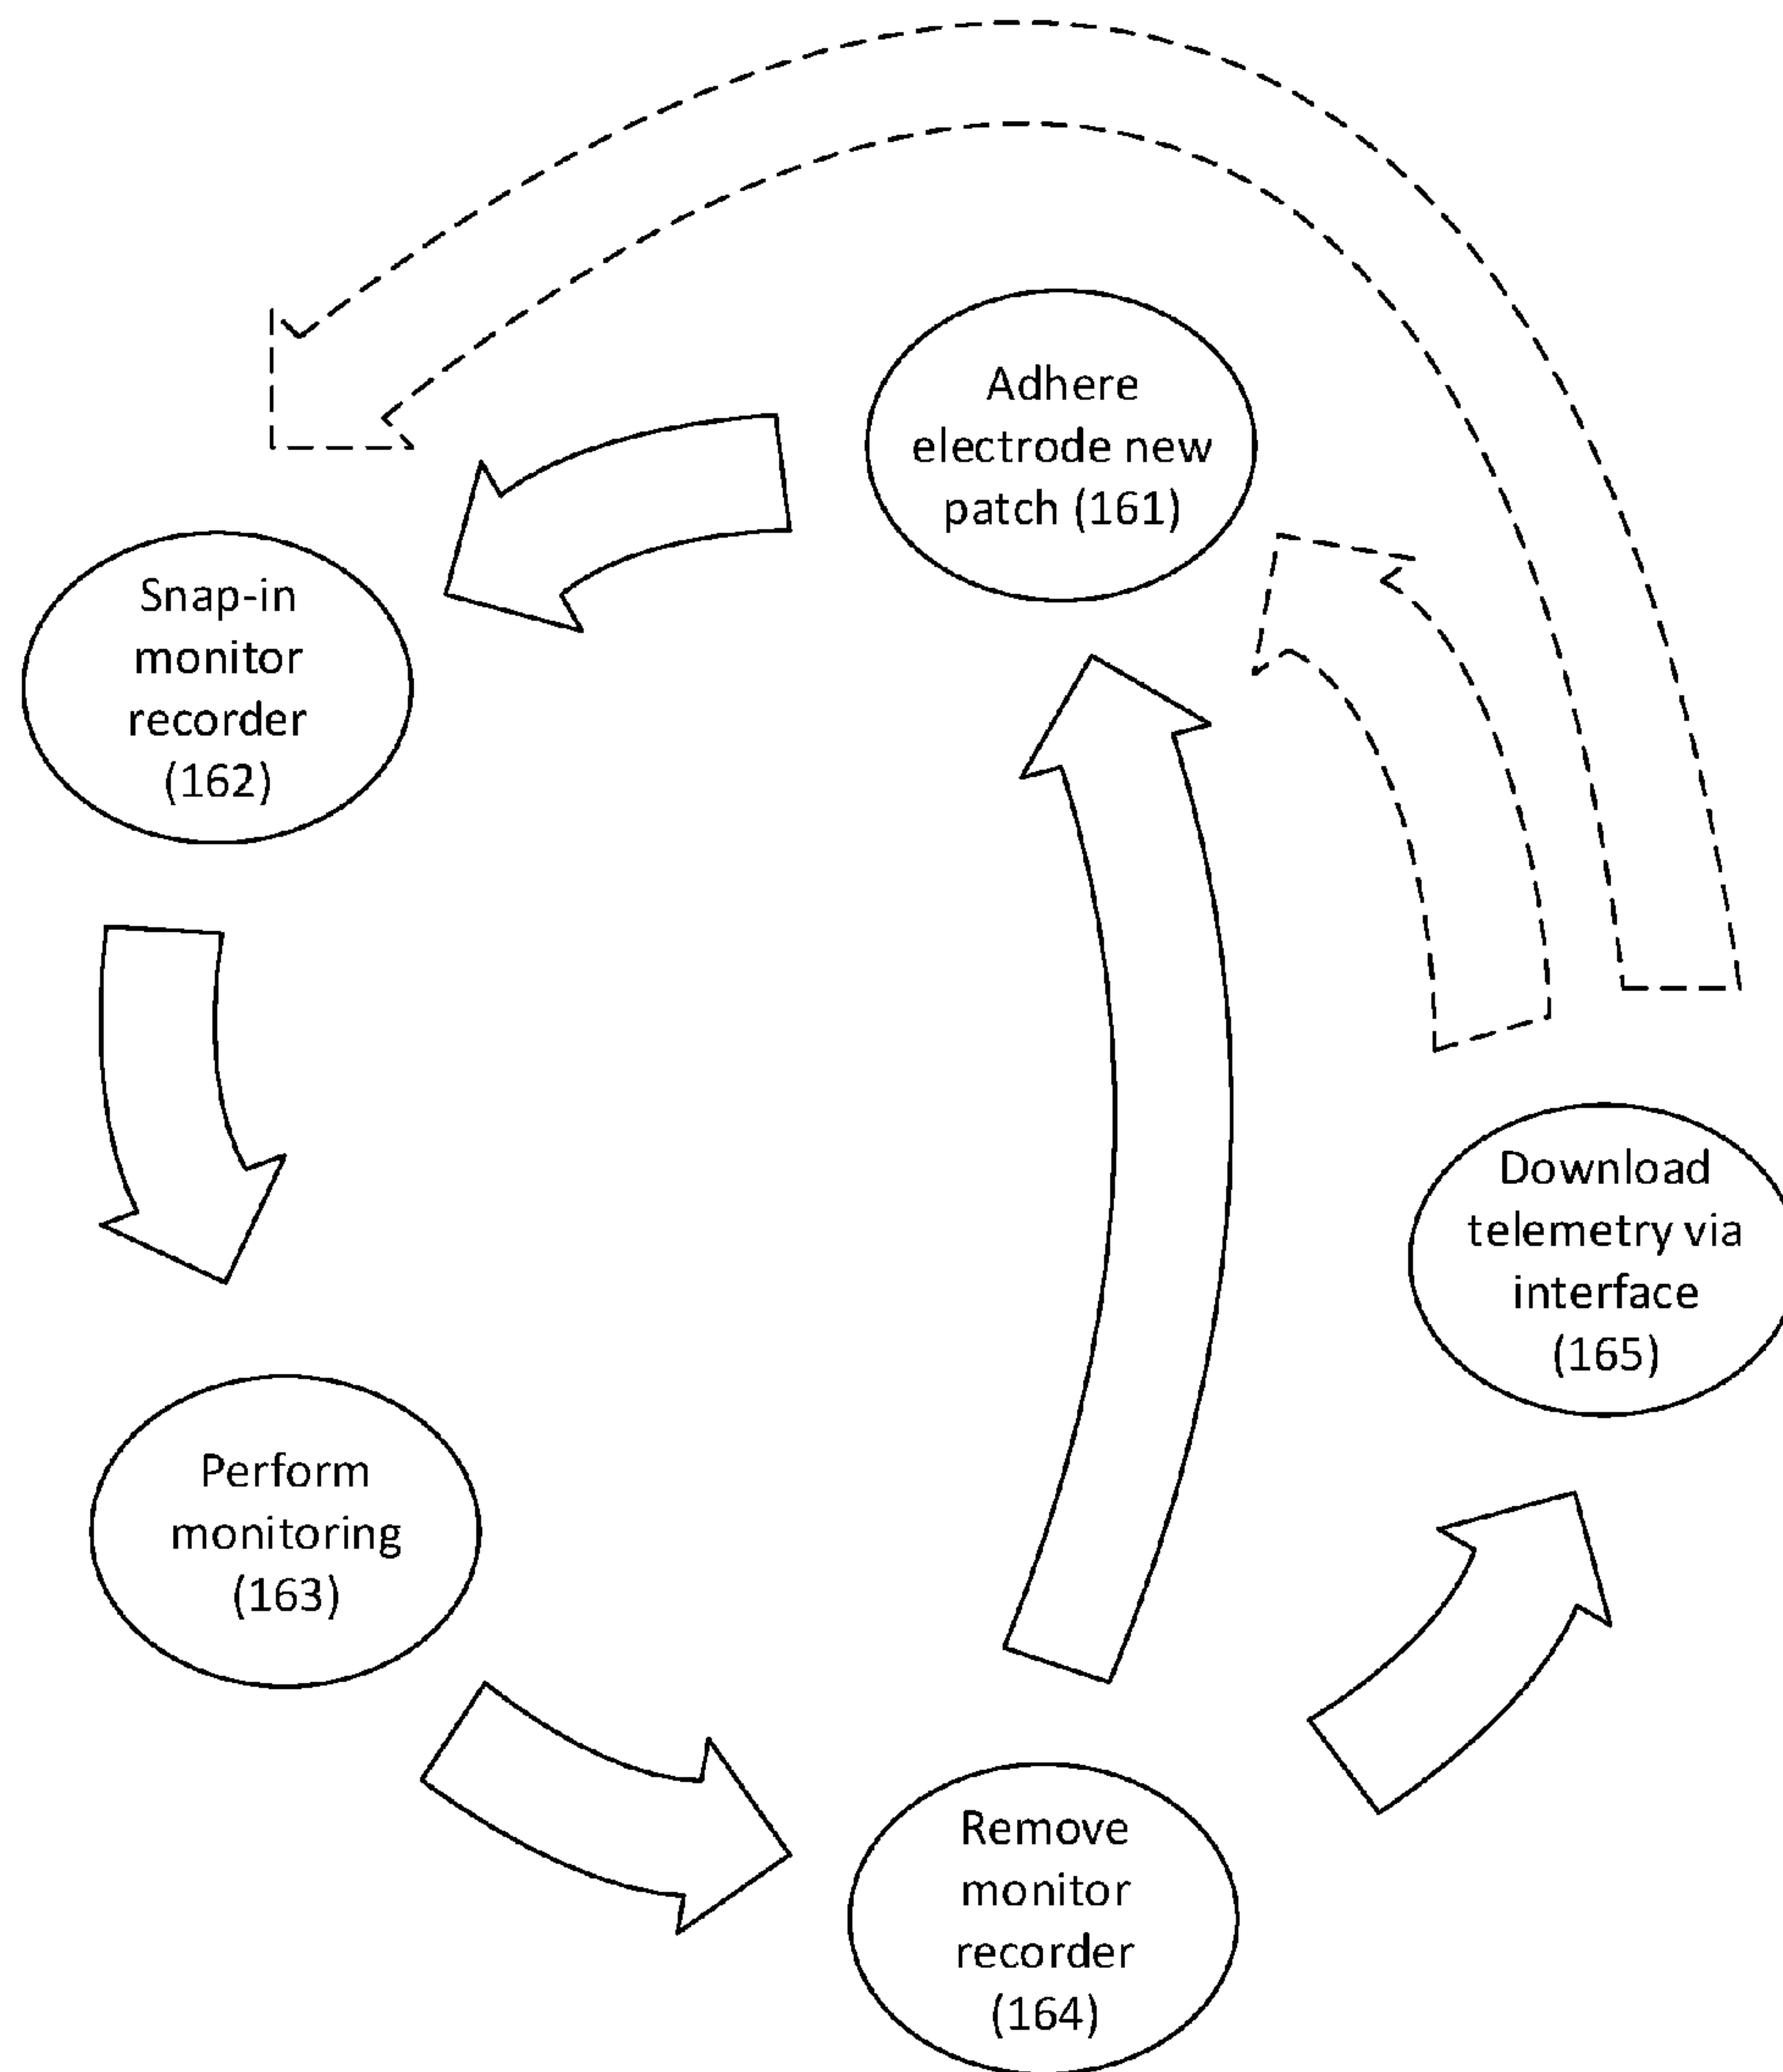 Adhere
electrode new
patch (161)
Snap-in
monitor
recorder
(162)
Perform
monitoring
(163)
Remove
monitor
recorder
(164)
Download
telemetry via
interface
(165)